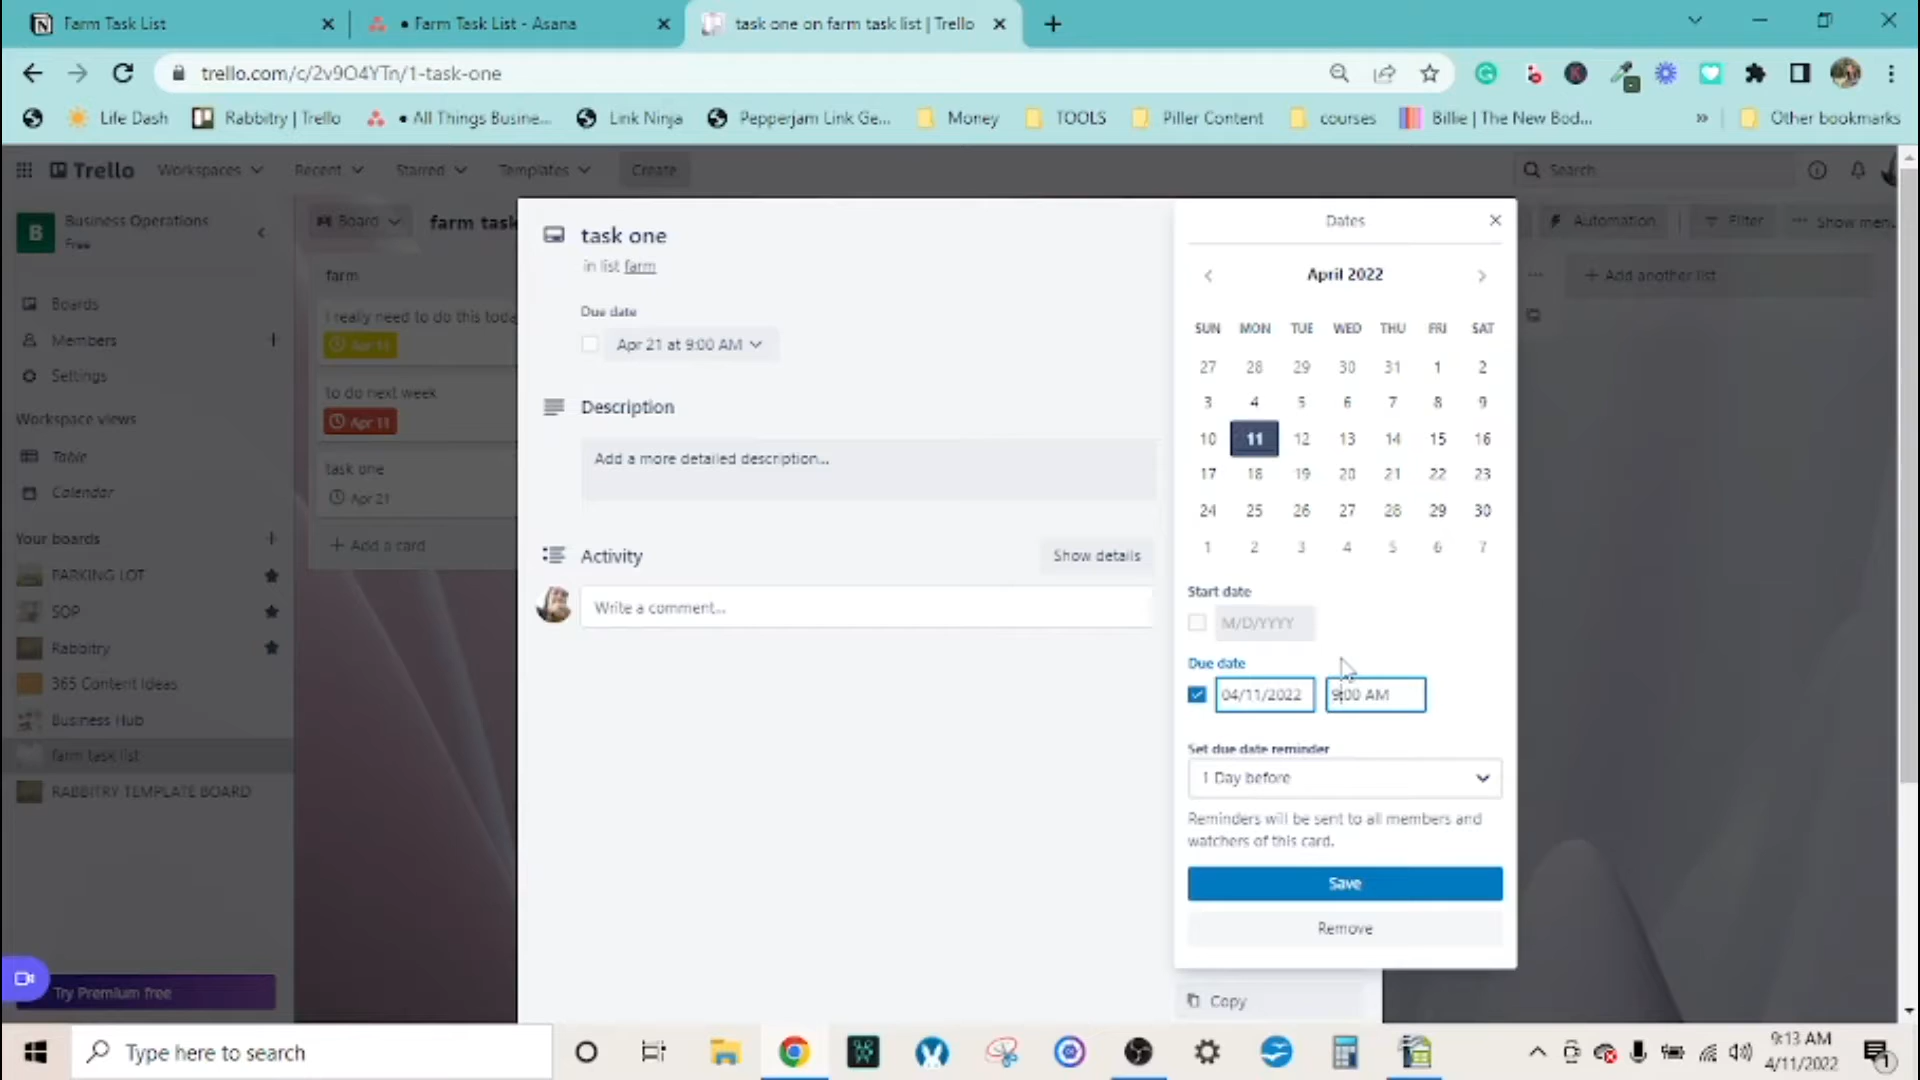 Farm Task List
• Farm Task List - Asana
task one on farm task list | Trello
trello.com/c/2v9O4YTn/1-task-one
Life Dash
Rabbitry | Trello
• All Things Busine...
Link Ninja
Pepperjam Link Ge...
Money
TOOLS
Piller Content
courses
Billie | The New Bod...
»
Other bookmarks
Trello
Workspaces
Recent
Starred
Templates
Create
Search
B
Business Operations
Free
Board
farm task
Automation
Filter
Show menu
Boards
Members
Settings
Workspace views
Table
Calendar
Your boards
PARKING LOT
SOP
Rabbitry
365 Content Ideas
Business Hub
farm task list
RABBITRY TEMPLATE BOARD
Try Premium free
farm
I really need to do this toda
to do next week
Apr 11
task one
Apr 21
+ Add a card
+ Add another list
task one
in list farm
Due date
Apr 21 at 9:00 AM
Description
Add a more detailed description...
Activity
Show details
Write a comment...
Dates
April 2022
SUN MON TUE WED THU FRI SAT
27 28 29 30 31 1 2
3 4 5 6 7 8 9
10 11 12 13 14 15 16
17 18 19 20 21 22 23
24 25 26 27 28 29 30
1 2 3 4 5 6 7
Start date
M/D/YYYY
Due date
04/11/2022
9:00 AM
Set due date reminder
1 Day before
Reminders will be sent to all members and
watchers of this card.
Save
Remove
Copy
Type here to search
9:13 AM
4/11/2022
1